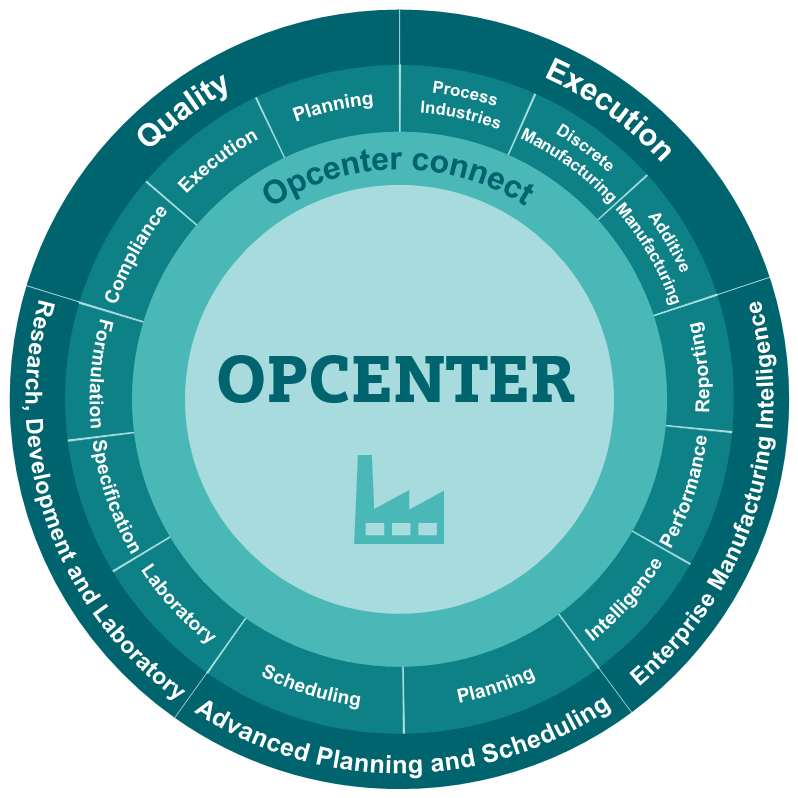 Quality
Execution
Planning
Execution
Compliance
Process
Industries
Discrete
Manufacturing
Additive
Manufacturing
Opcenter connect
OPCENTER
Research, Development and Laboratory
Formulation
Specification
Laboratory
Enterprise Manufacturing Intelligence
Reporting
Performance
Intelligence
Scheduling
Planning
Advanced Planning and Scheduling